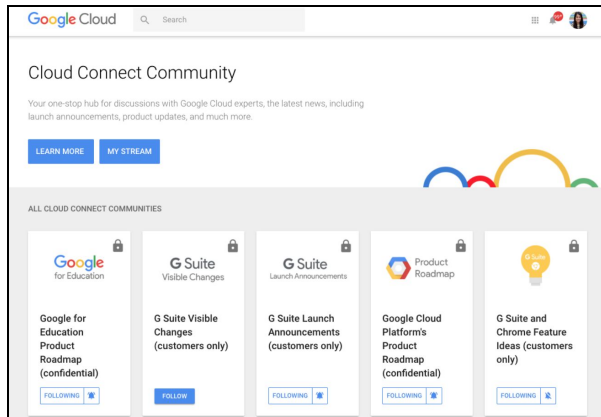 Google Cloud
Search
Cloud Connect Community
Your one-stop hub for discussions with Google Cloud experts, the latest news, including
launch announcements, product updates, and much more.
LEARN MORE
MY STREAM
ALL CLOUD CONNECT COMMUNITIES
Google
for Education
Google for
Education
Product
Roadmap
(confidential)
FOLLOWING
G Suite
Visible Changes
G Suite Visible
Changes
(customers only)
FOLLOW
G Suite
Launch Announcements
G Suite Launch
Announcements
(customers only)
FOLLOWING
Product
Roadmap
Google Cloud
Platform's
Product
Roadmap
(confidential)
FOLLOWING
G Suite
G Suite and
Chrome Feature
Ideas (customers
only)
FOLLOWING